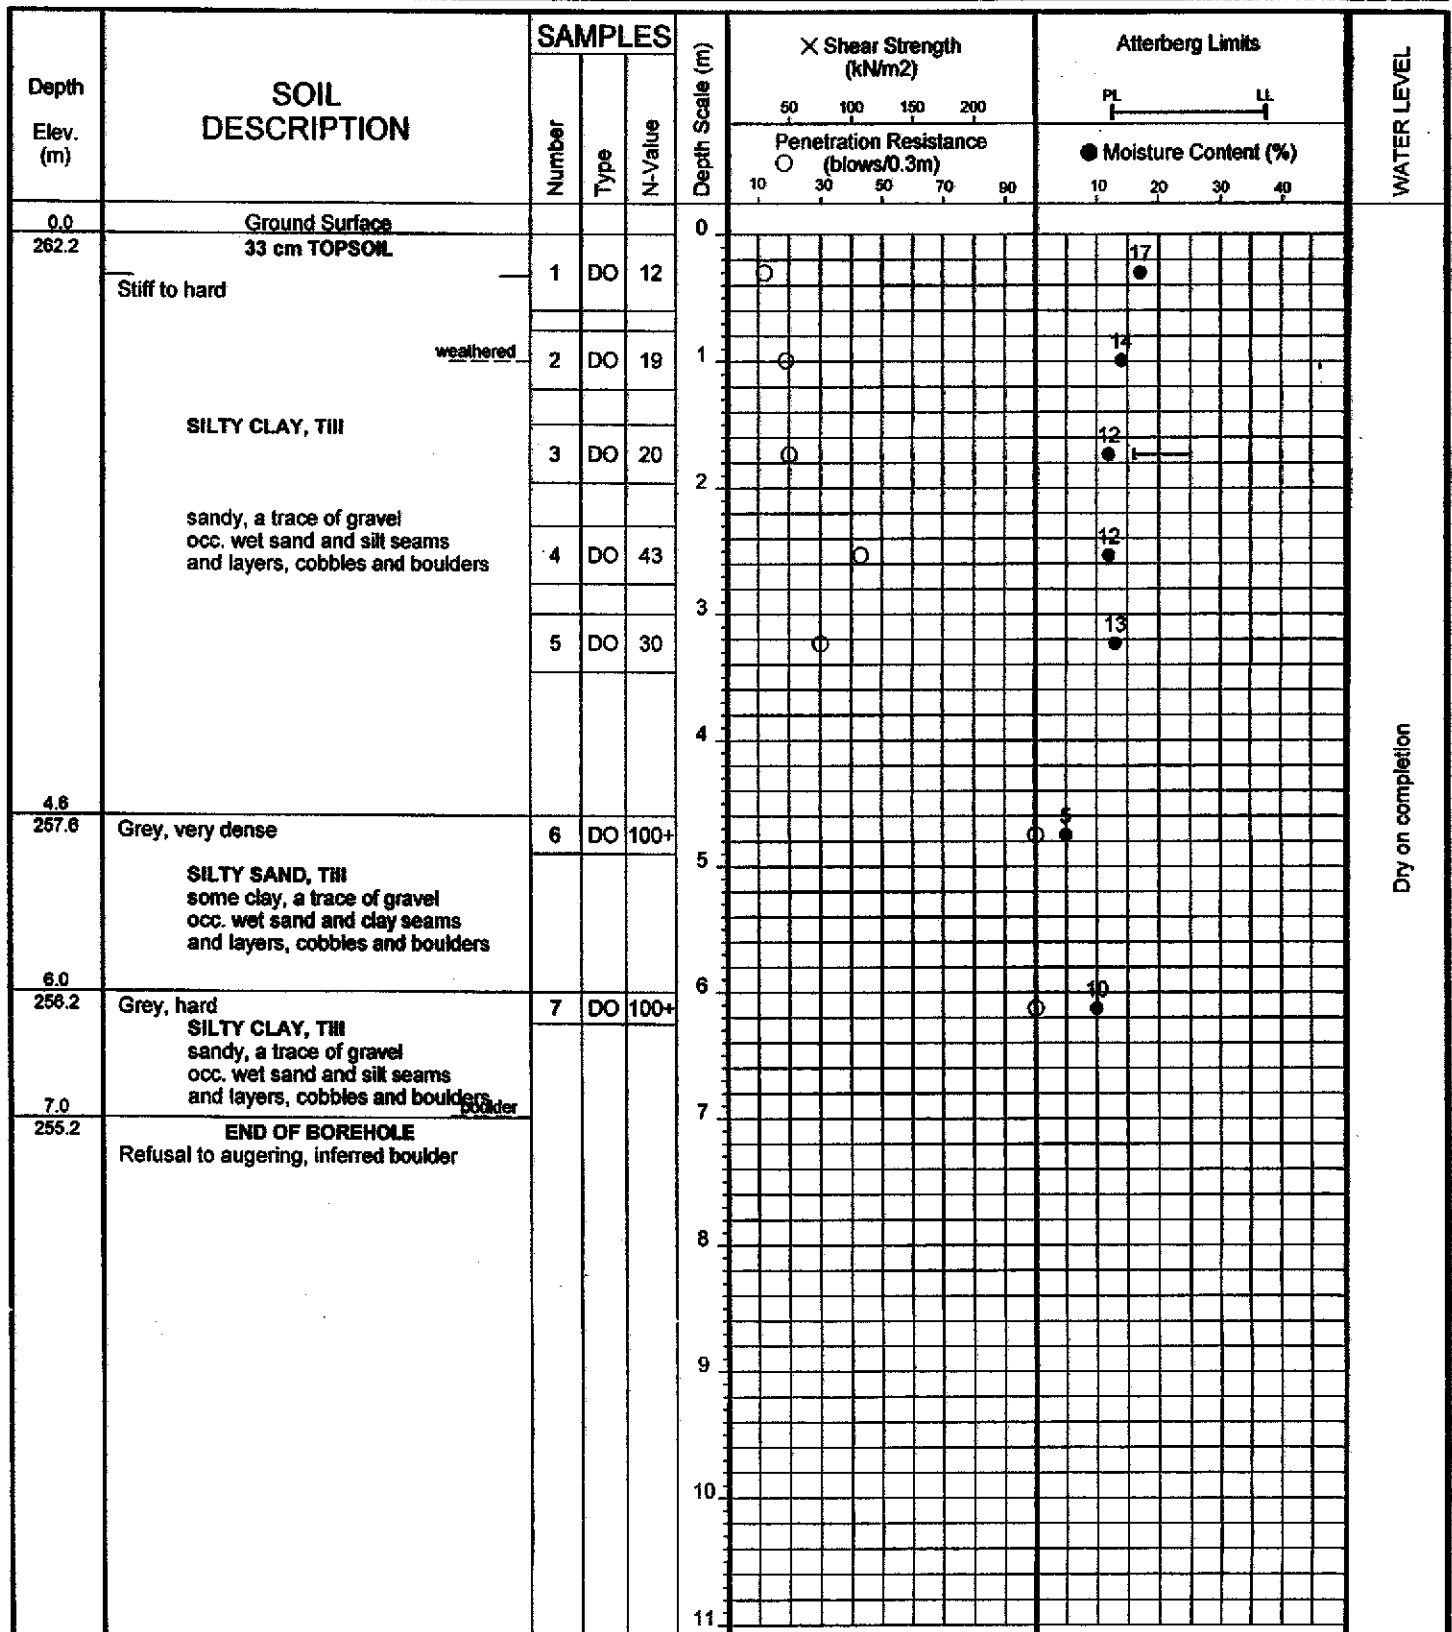 Depth
Elev.
(m)
SOIL
DESCRIPTION
SAMPLES
Number
Type
N-Value
Depth Scale (m)
× Shear Strength
(kN/m2)
50 100 150 200
Penetration Resistance
○ (blows/0.3m)
10 30 50 70 90
Atterberg Limits
PL LL
● Moisture Content (%)
10 20 30 40
WATER LEVEL
0.0 Ground Surface 0
262.2 33 cm TOPSOIL
1 DO 12 17
Stiff to hard
weathered 2 DO 19 1 14
SILTY CLAY, Till
3 DO 20 12
2
sandy, a trace of gravel
occ. wet sand and silt seams
and layers, cobbles and boulders
4 DO 43 12
3
5 DO 30 13
4
Dry on completion
4.6
257.6 Grey, very dense 6 DO 100+ 5
5
SILTY SAND, Till
some clay, a trace of gravel
occ. wet sand and clay seams
and layers, cobbles and boulders
6.0 6
256.2 Grey, hard 7 DO 100+ 10
SILTY CLAY, Till
sandy, a trace of gravel
occ. wet sand and silt seams
and layers, cobbles and boulders
boulder
7.0 7
255.2 END OF BOREHOLE
Refusal to augering, inferred boulder
8
9
10
11